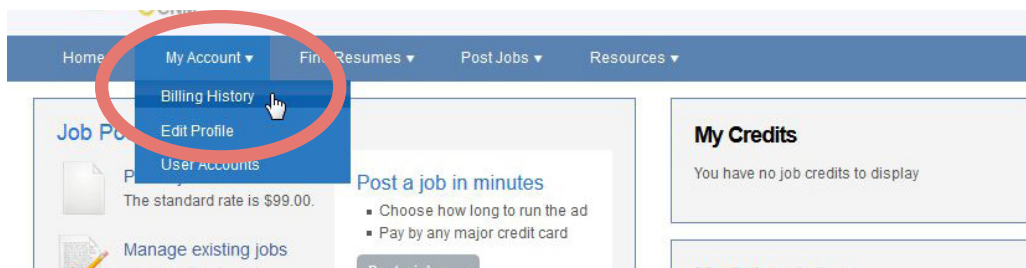 Home
My Account ▾
Find Resumes ▾
Post Jobs ▾
Resources ▾
Billing History
Edit Profile
User Accounts
Job
The standard rate is $99.00.
Manage existing jobs
Post a job in minutes
▪ Choose how long to run the ad
▪ Pay by any major credit card
My Credits
You have no job credits to display